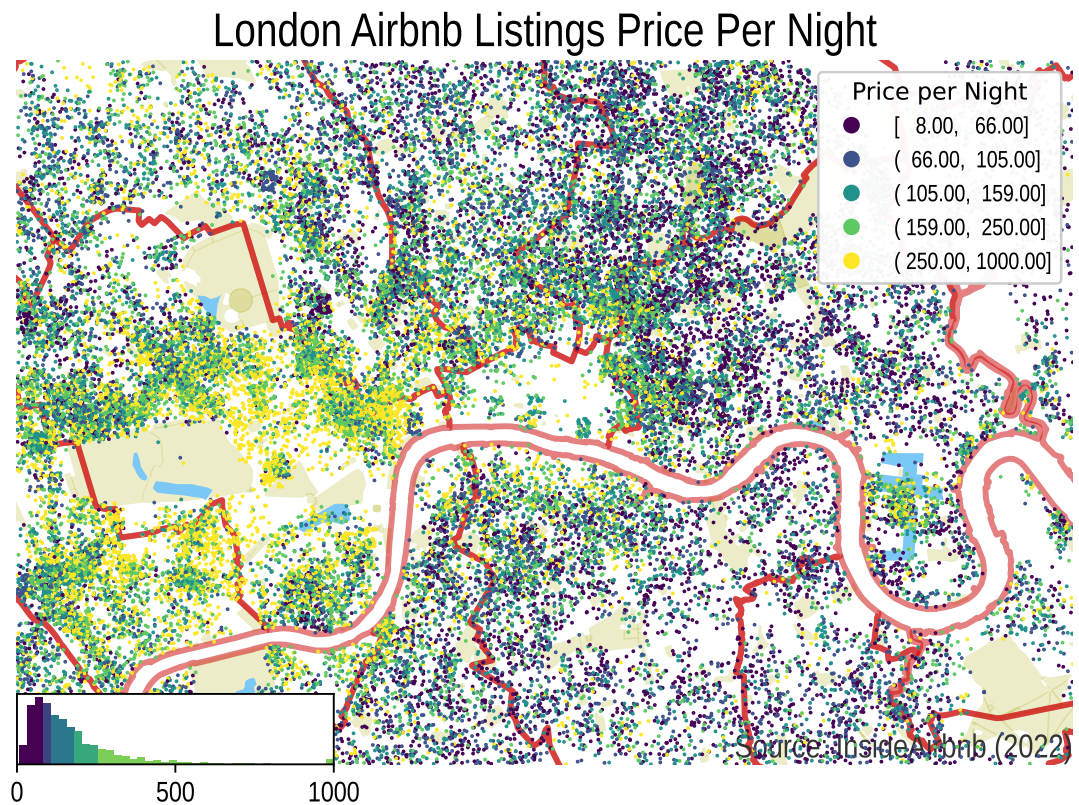 London Airbnb Listings Price Per Night
Price per Night
[   8.00,   66.00]
(  66.00,  105.00]
( 105.00,  159.00]
( 159.00,  250.00]
( 250.00, 1000.00]
Source: InsideAirbnb (2022)
0 500 1000